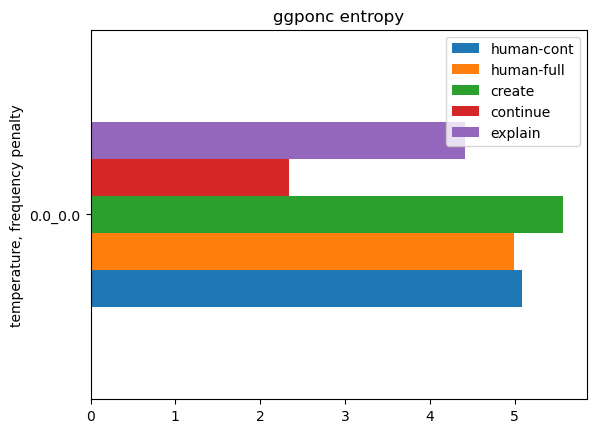 ggponc entropy
human-cont
human-full
create
continue
explain
temperature, frequency penalty
0.0_0.0
0 1 2 3 4 5